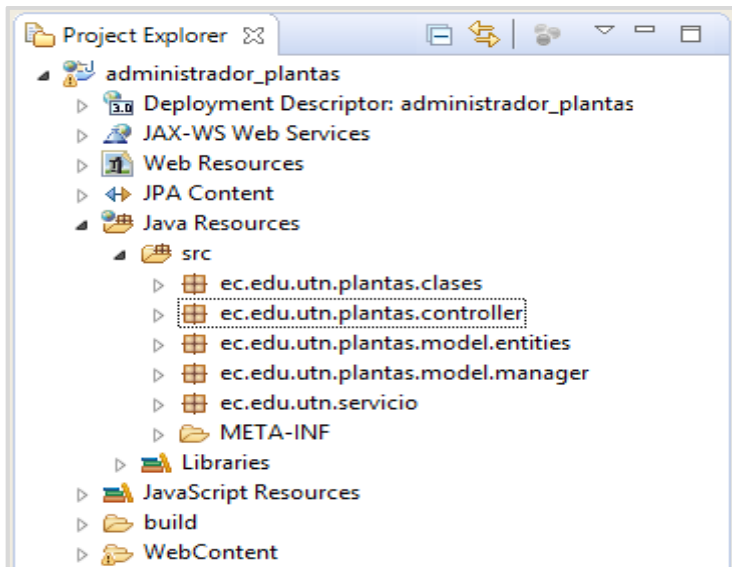 Project Explorer
administrador_plantas
3.0 Deployment Descriptor: administrador_plantas
JAX-WS Web Services
Web Resources
JPA Content
Java Resources
src
ec.edu.utn.plantas.clases
ec.edu.utn.plantas.controller
ec.edu.utn.plantas.model.entities
ec.edu.utn.plantas.model.manager
ec.edu.utn.servicio
META-INF
Libraries
JavaScript Resources
build
WebContent